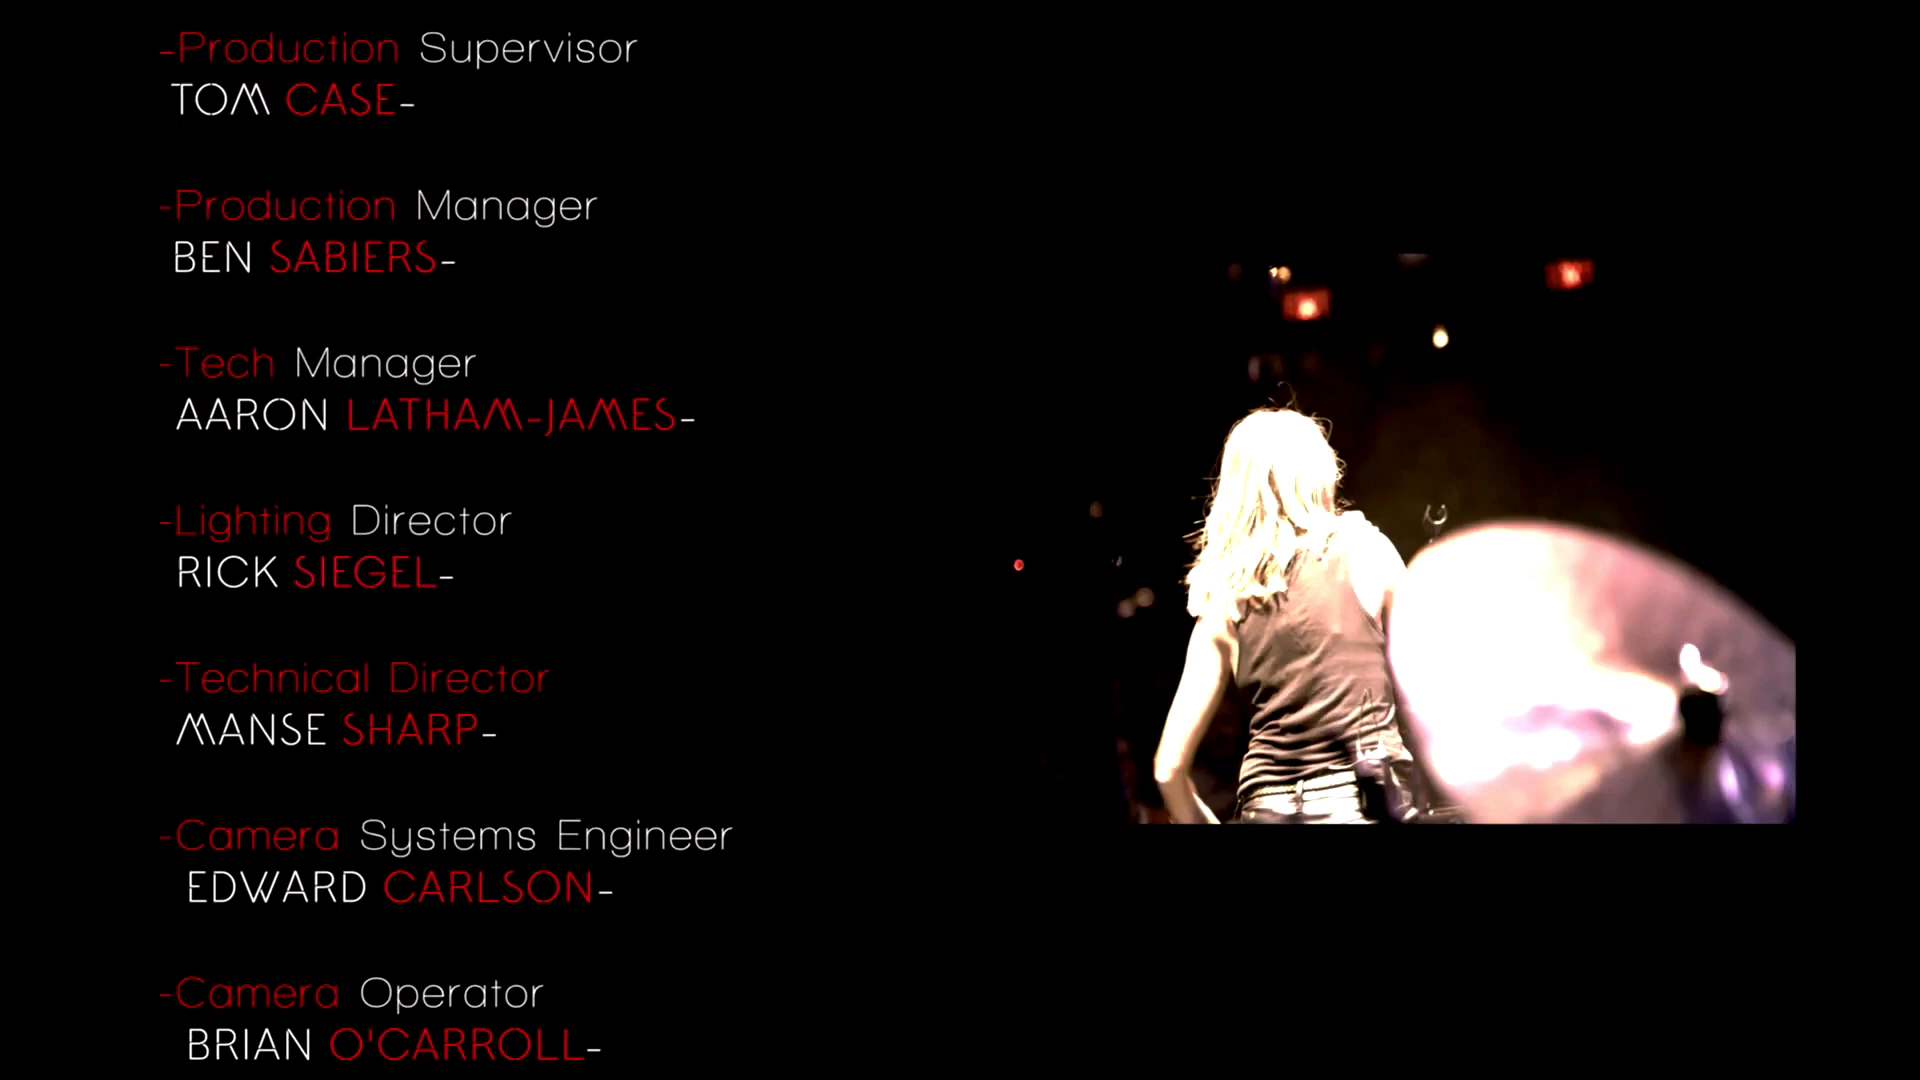 -Production Supervisor
TOM CASE-
-Production Manager
BEN SABIERS-
-Tech Manager
AARON LATHAM-JAMES-
-Lighting Director
RICK SIEGEL-
-Technical Director
MANSE SHARP-
-Camera Systems Engineer
EDWARD CARLSON-
-Camera Operator
BRIAN O'CARROLL-